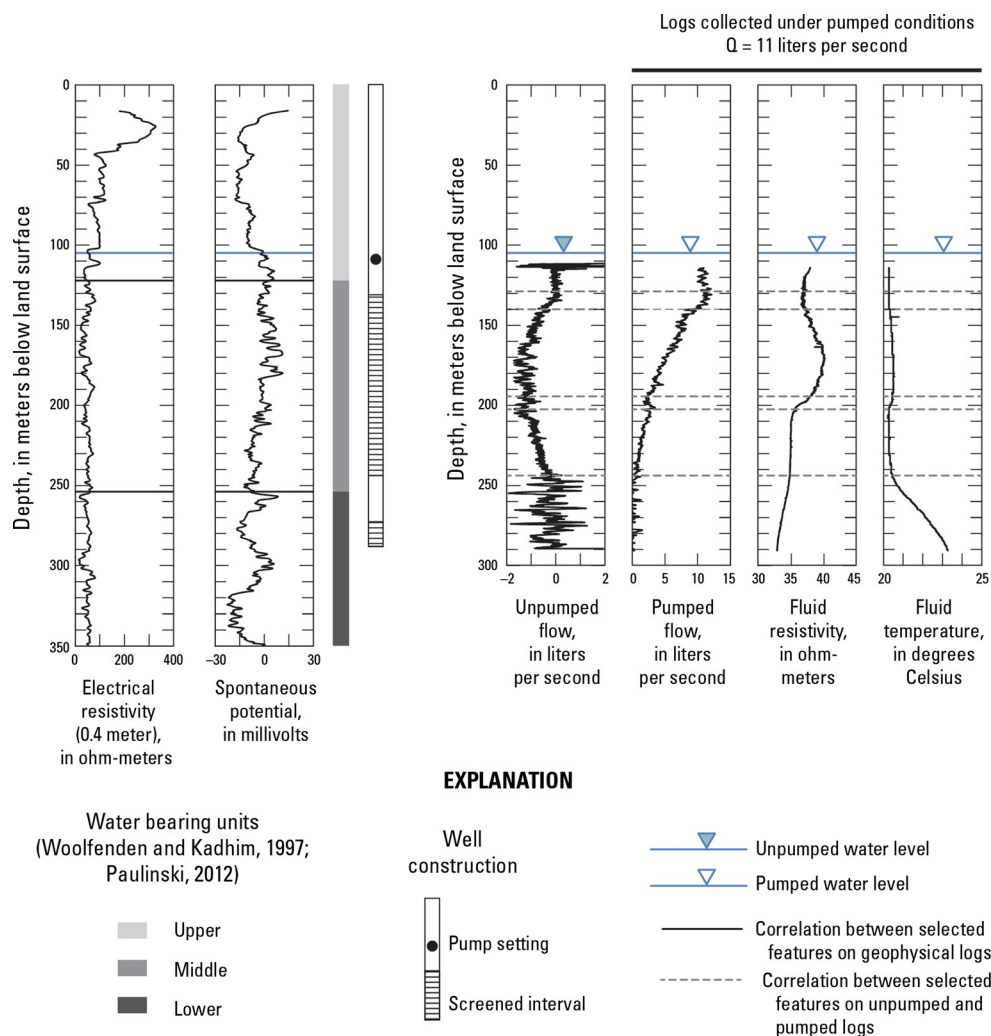 Logs collected under pumped conditions
Q = 11 liters per second
Depth, in meters below land surface
0
50
100
150
200
250
300
350
0 200 400
Electrical
resistivity
(0.4 meter),
in ohm-meters
−30 0 30
Spontaneous
potential,
in millivolts
Depth, in meters below land surface
0
50
100
150
200
250
300
−2 0 2
Unpumped
flow,
in liters
per second
0 5 10 15
Pumped
flow,
in liters
per second
30 35 40 45
Fluid
resistivity,
in ohm-
meters
20 25
Fluid
temperature,
in degrees
Celsius
EXPLANATION
Water bearing units
(Woolfenden and Kadhim, 1997;
Paulinski, 2012)
Upper
Middle
Lower
Well
construction
Pump setting
Screened interval
Unpumped water level
Pumped water level
Correlation between selected
features on geophysical logs
Correlation between selected
features on unpumped and
pumped logs